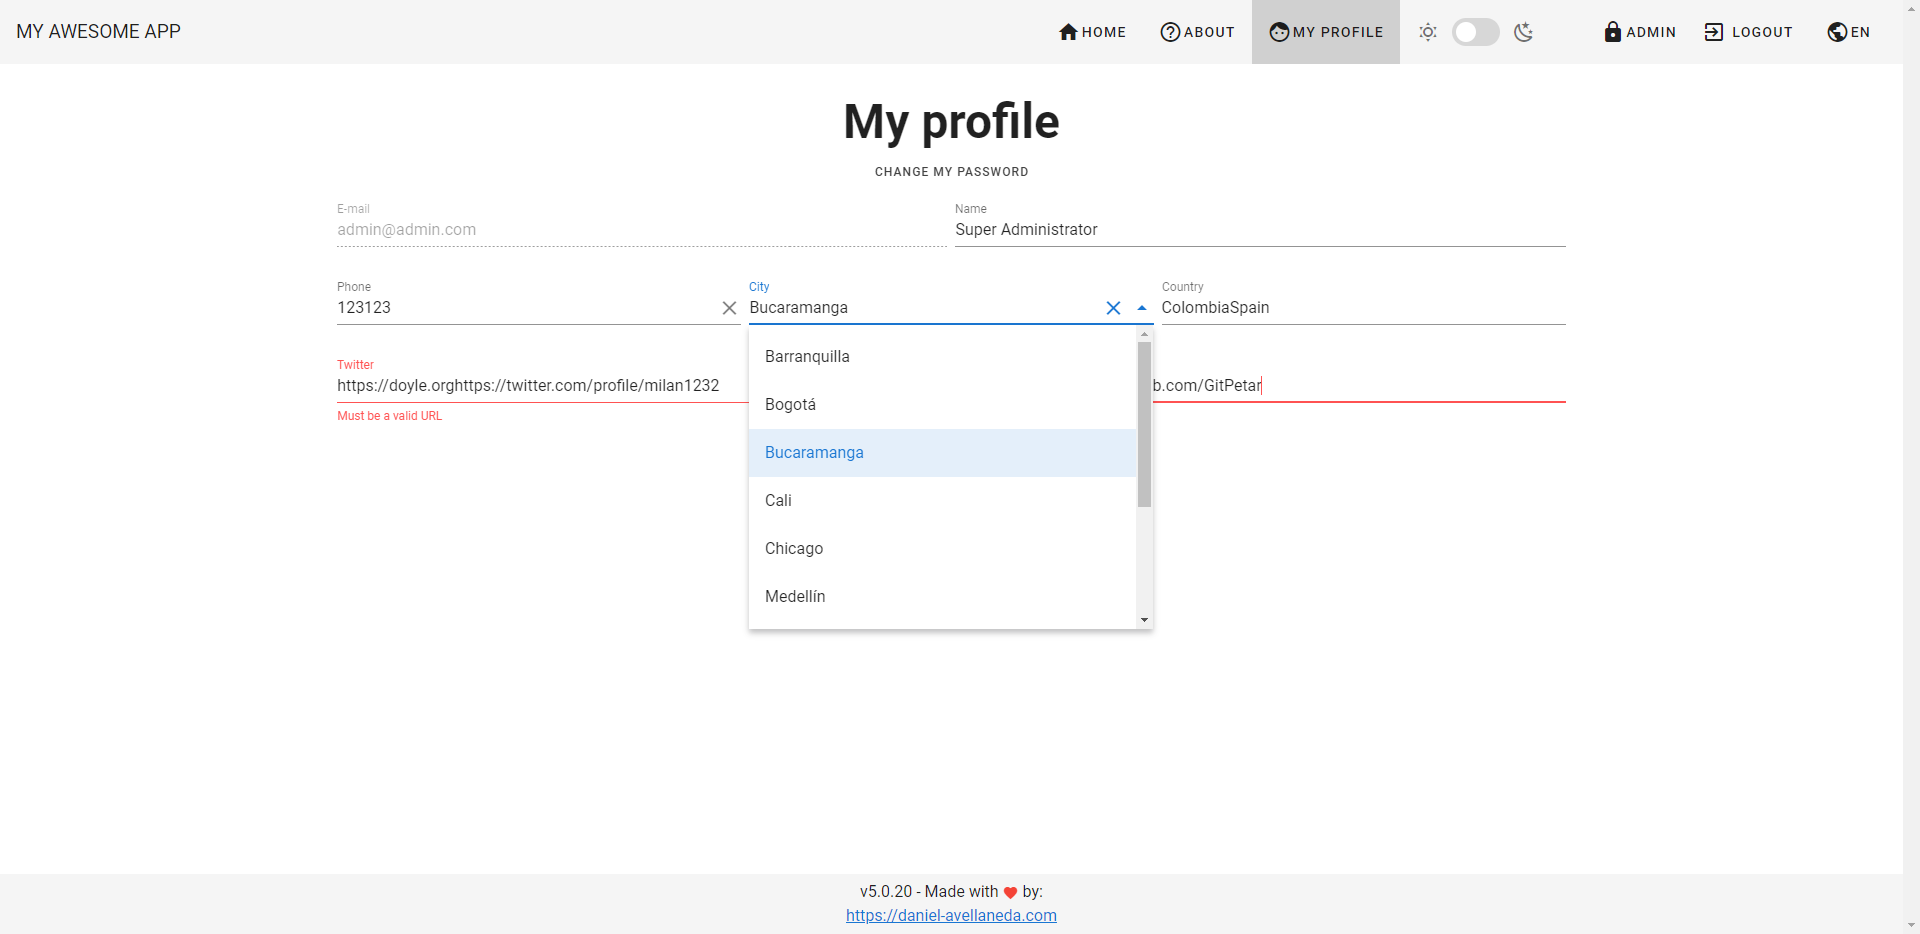 MY AWESOME APP
HOME
ABOUT
MY PROFILE
ADMIN
LOGOUT
EN
My profile
CHANGE MY PASSWORD
E-mail
admin@admin.com
Name
Super Administrator
Phone
123123
City
Bucaramanga
Country
ColombiaSpain
Twitter
https://doyle.orghttps://twitter.com/profile/milan1232
Must be a valid URL
b.com/GitPetar
Barranquilla
Bogotá
Bucaramanga
Cali
Chicago
Medellín
v5.0.20 - Made with by:
https://daniel-avellaneda.com